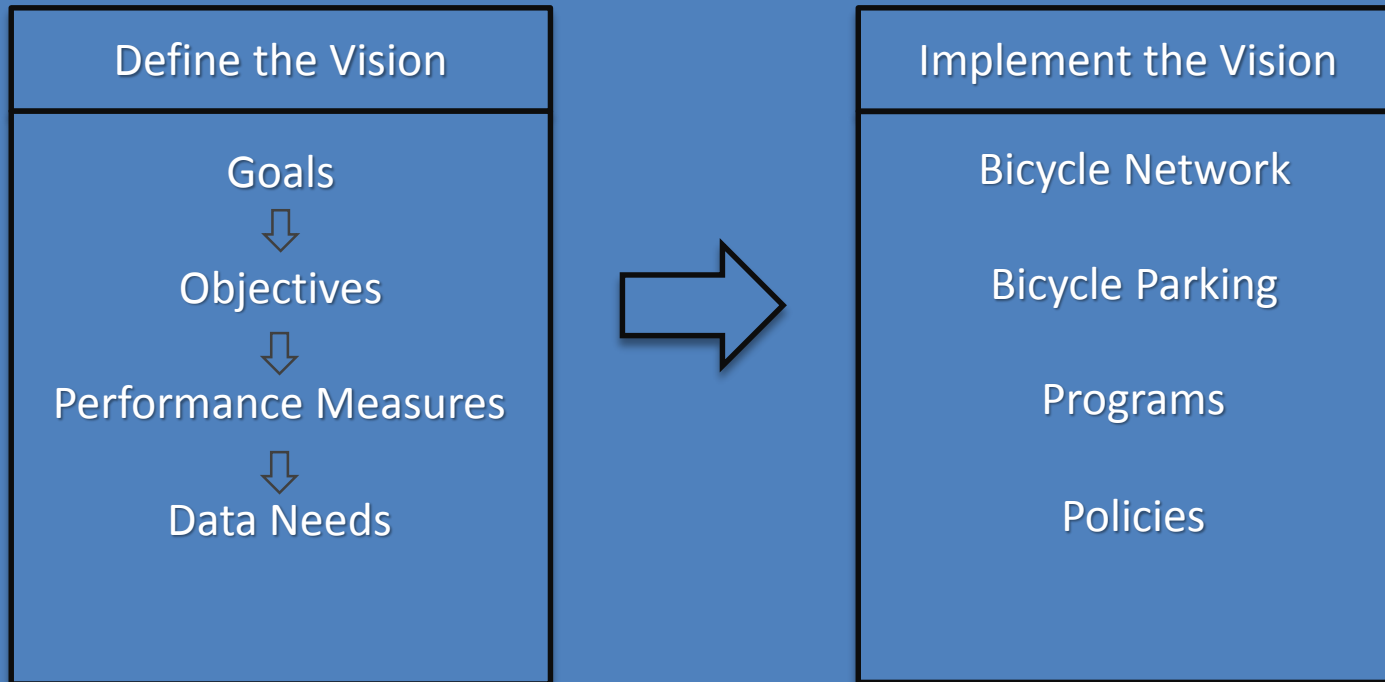 Define the Vision
Goals
Objectives
Performance Measures
Data Needs
Implement the Vision
Bicycle Network
Bicycle Parking
Programs
Policies